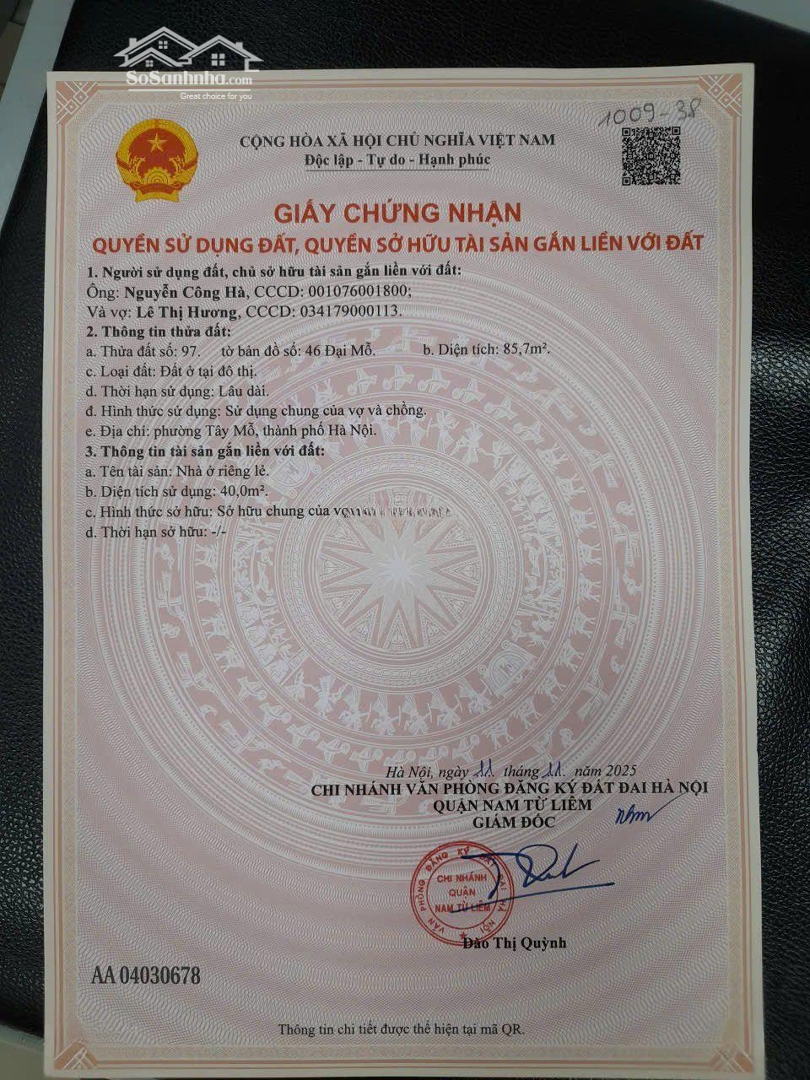 SoSanhnha.com
Great choice for you
1009-38
CỘNG HÒA XÃ HỘI CHỦ NGHĨA VIỆT NAM
Độc lập - Tự do - Hạnh phúc
GIẤY CHỨNG NHẬN
QUYỀN SỬ DỤNG ĐẤT, QUYỀN SỞ HỮU TÀI SẢN GẮN LIỀN VỚI ĐẤT
1. Người sử dụng đất, chủ sở hữu tài sản gắn liền với đất:
Ông: Nguyễn Công Hà, CCCD: 001076001800;
Và vợ: Lê Thị Hương, CCCD: 034179000113.
2. Thông tin thửa đất:
a. Thửa đất số: 97. tờ bản đồ số: 46 Đại Mỗ. b. Diện tích: 85,7m².
c. Loại đất: Đất ở tại đô thị.
d. Thời hạn sử dụng: Lâu dài.
đ. Hình thức sử dụng: Sử dụng chung của vợ và chồng.
e. Địa chỉ: phường Tây Mỗ, thành phố Hà Nội.
3. Thông tin tài sản gắn liền với đất:
a. Tên tài sản: Nhà ở riêng lẻ.
b. Diện tích sử dụng: 40,0m².
c. Hình thức sở hữu: Sở hữu chung của
d. Thời hạn sở hữu: -/-
Hà Nội, ngày 11 tháng 11 năm 2025
CHI NHÁNH VĂN PHÒNG ĐĂNG KÝ ĐẤT ĐAI HÀ NỘI
QUẬN NAM TỪ LIÊM
GIÁM ĐỐC
VĂN PHÒNG ĐĂNG KÝ ĐẤT ĐAI HÀ NỘI
CHI NHÁNH
QUẬN
NAM TỪ LIÊM
Đào Thị Quỳnh
AA 04030678
Thông tin chi tiết được thể hiện tại mã QR.